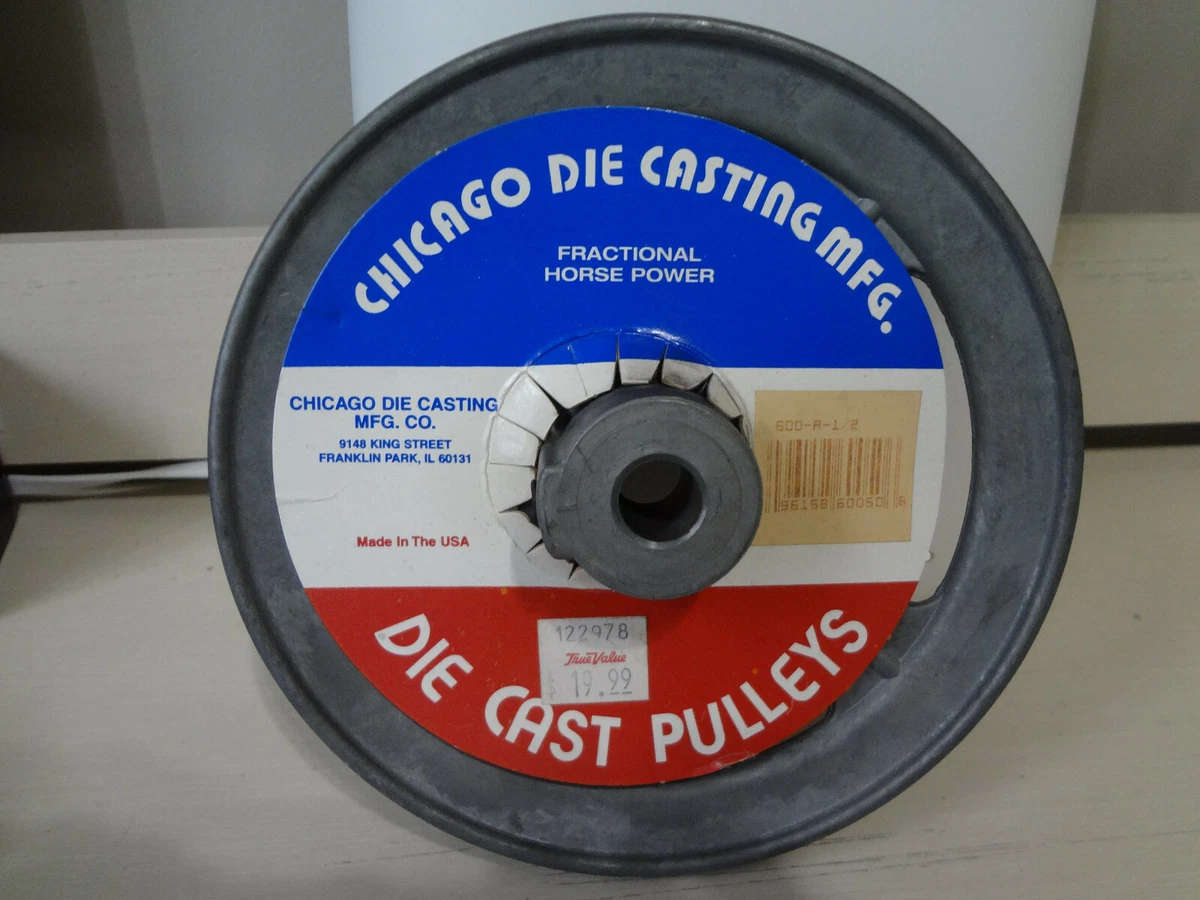 CHICAGO DIE CASTING MFG.
FRACTIONAL
HORSE POWER
CHICAGO DIE CASTING
MFG. CO.
9148 KING STREET
FRANKLIN PARK, IL 60131
Made In The USA
600-A-1/2
96158 60050 6
122978
True Value
$ 19.99
DIE CAST PULLEYS